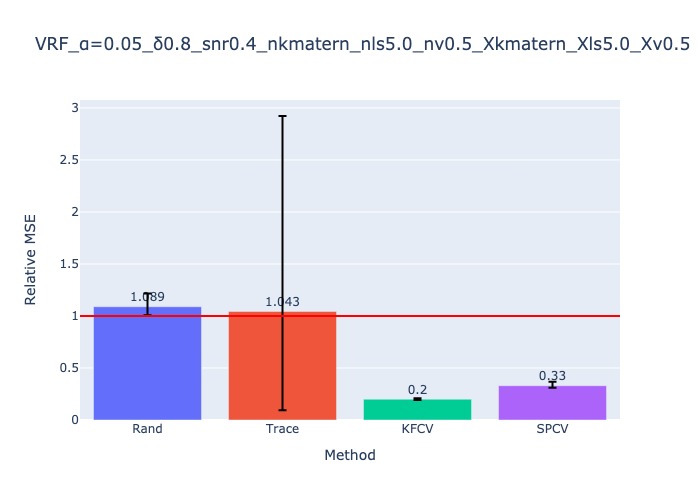 VRF_α=0.05_δ0.8_snr0.4_nkmatern_nls5.0_nv0.5_Xkmatern_Xls5.0_Xv0.5
3
2.5
2
1.5
1
0.5
0
Relative MSE
1.089
1.043
0.2
0.33
Rand
Trace
KFCV
SPCV
Method